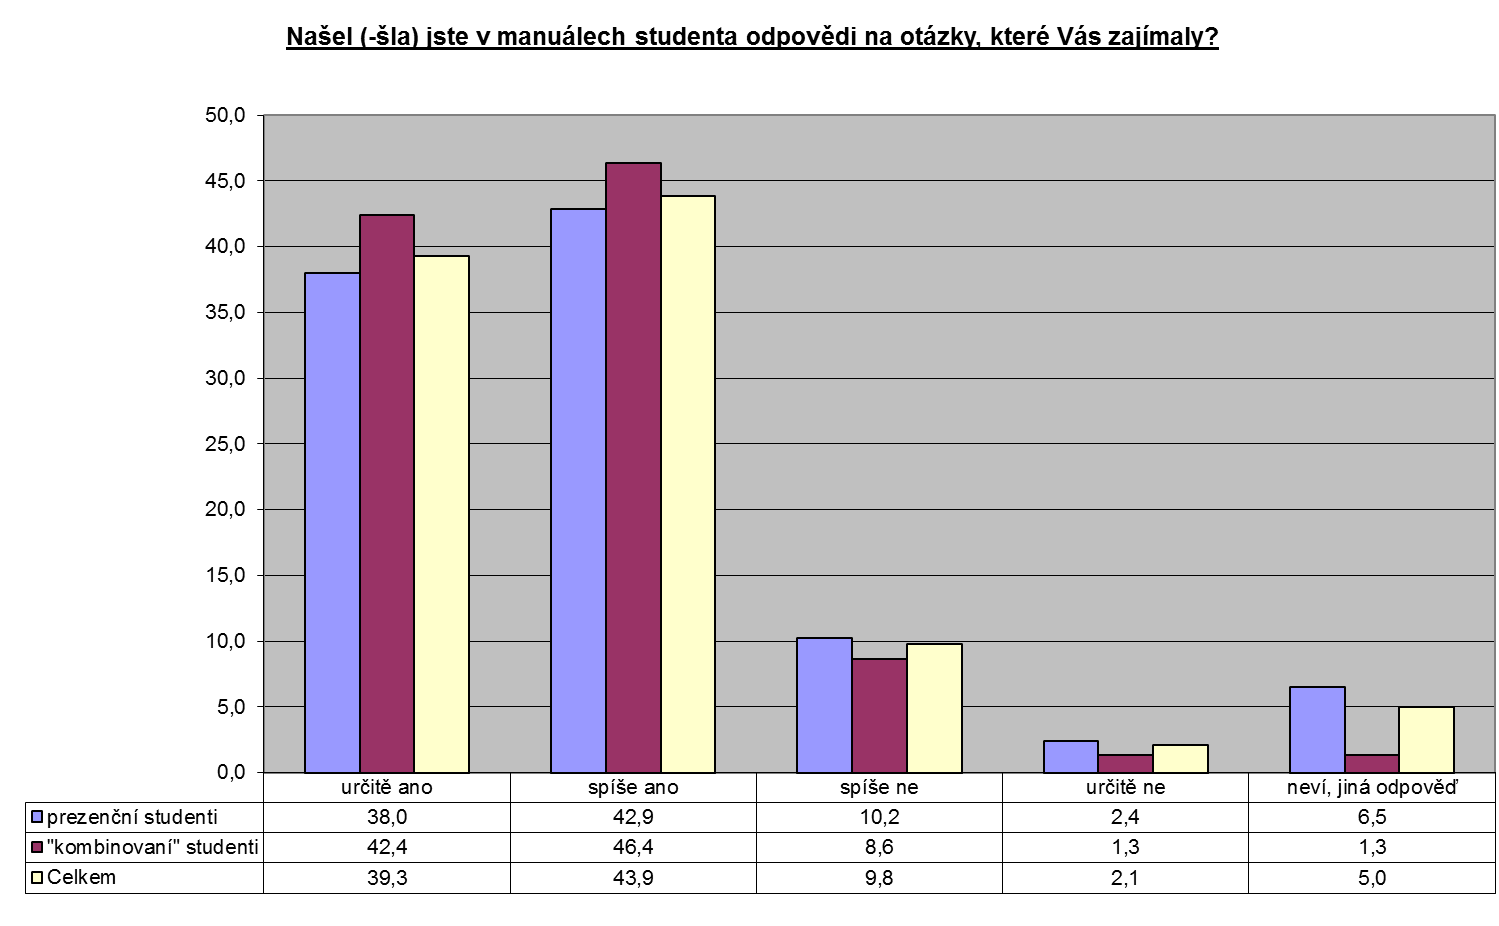 Našel (-šla) jste v manuálech studenta odpovědi na otázky, které Vás zajímaly?
50,0
45,0
40,0
35,0
30,0
25,0
20,0
15,0
10,0
5,0
0,0
určitě ano spíše ano spíše ne určitě ne neví, jiná odpověď
prezenční studenti 38,0 42,9 10,2 2,4 6,5
"kombinovaní" studenti 42,4 46,4 8,6 1,3 1,3
Celkem 39,3 43,9 9,8 2,1 5,0